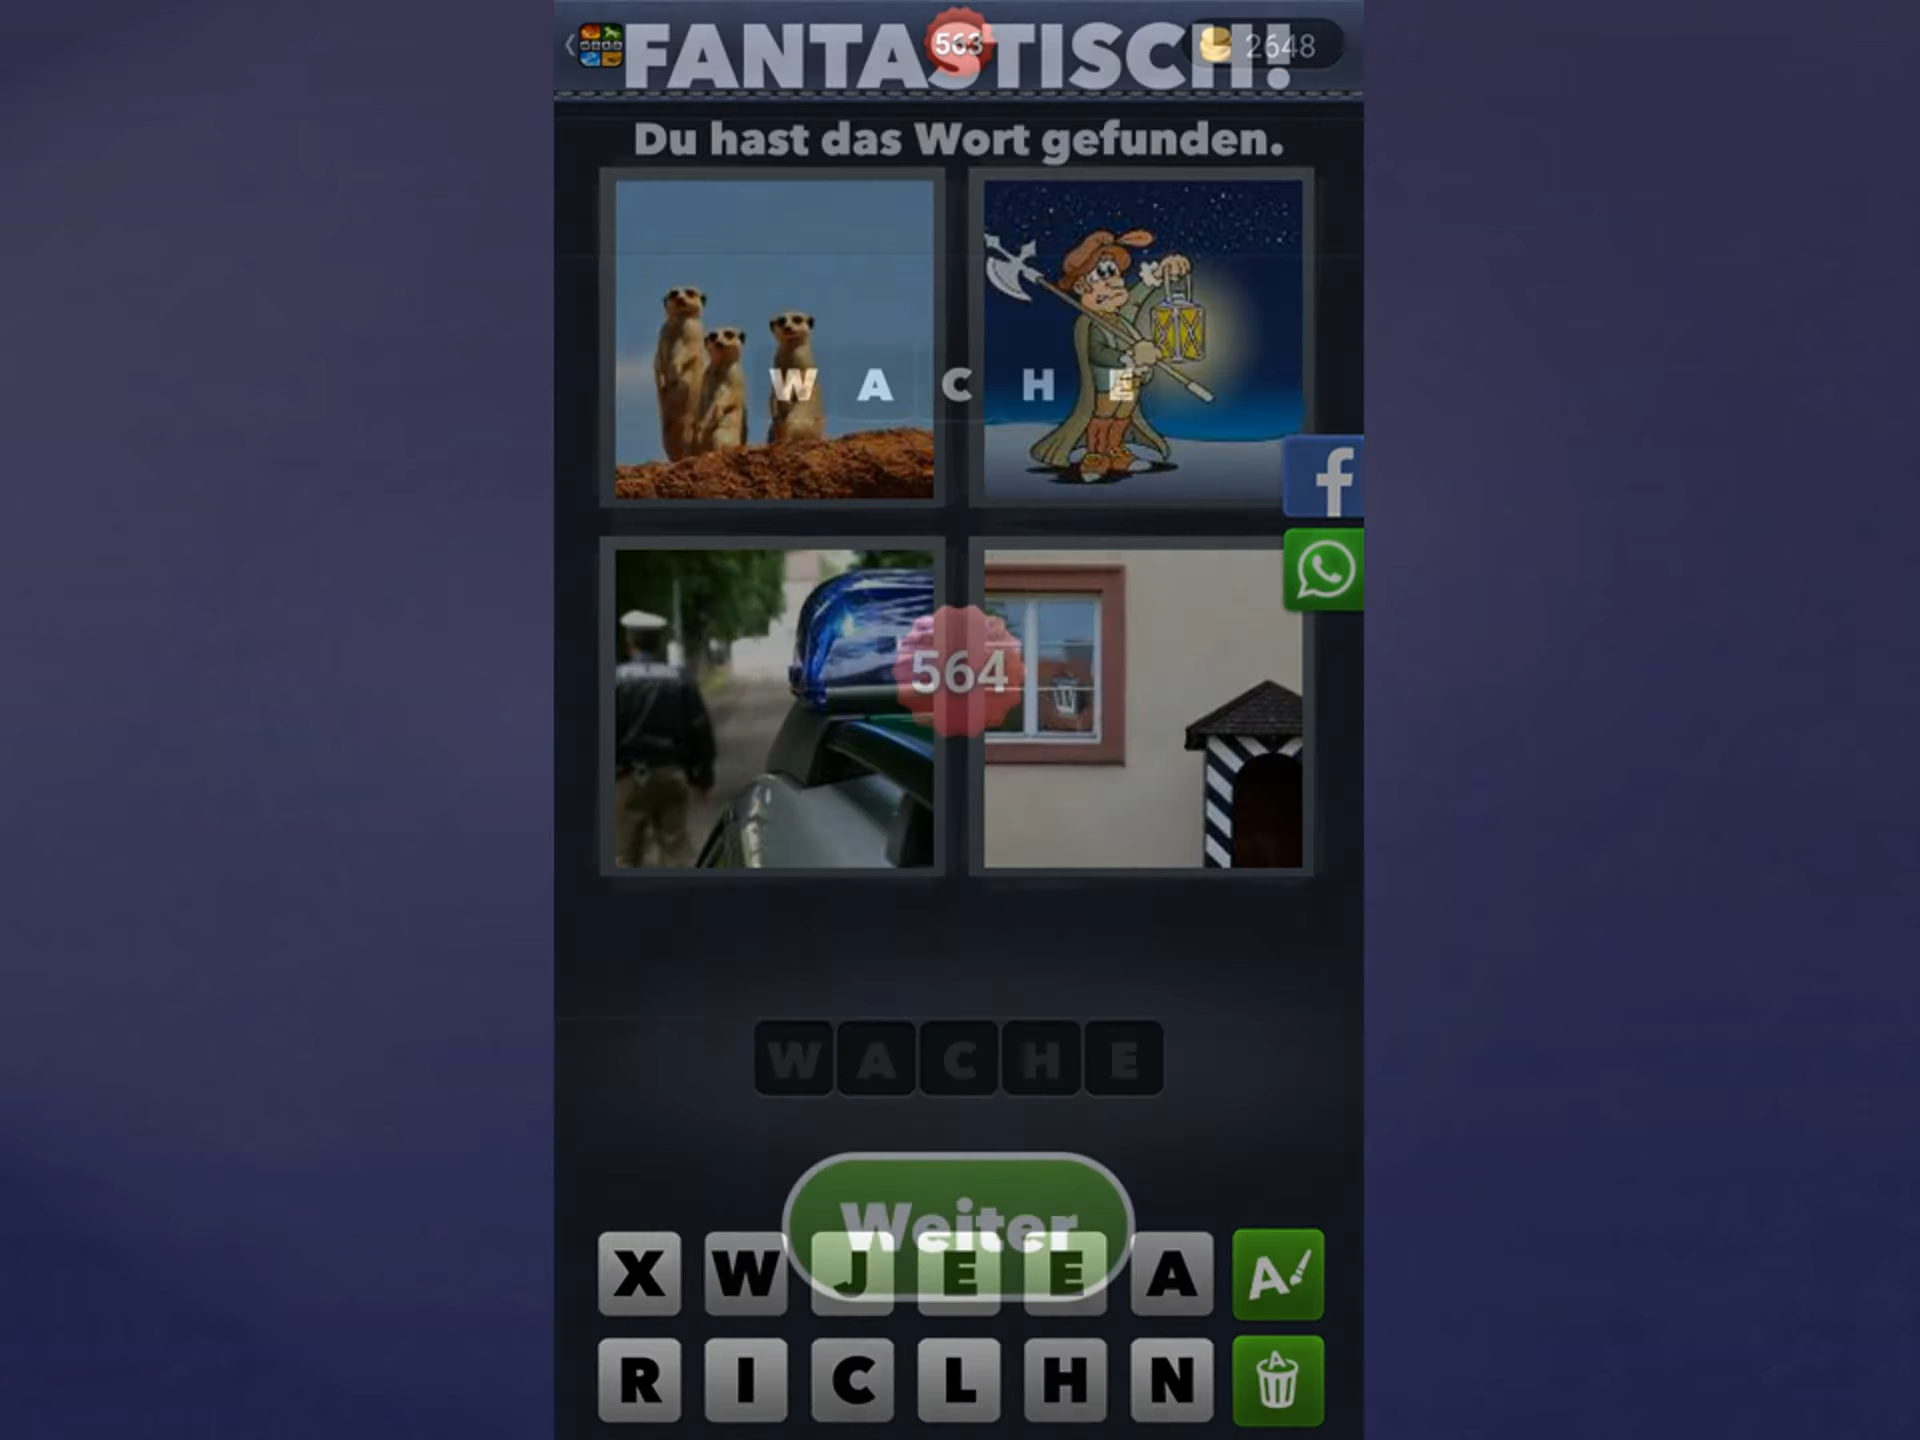 FANTASTISCH!
563
2648
Du hast das Wort gefunden.
W A C H E
564
W A C H E
Weiter
X W J E E A
R I C L H N